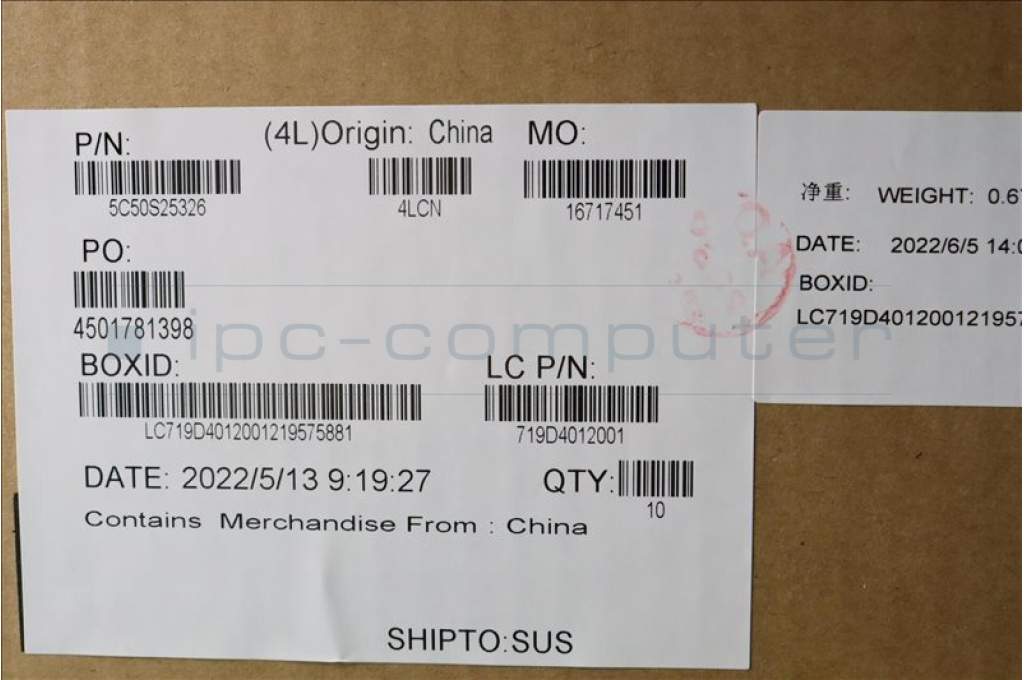 P/N:
(4L)Origin: China
MO:
5C50S25326
4LCN
16717451
PO:
4501781398
BOXID:
LC P/N:
LC719D4012001219575881
719D4012001
DATE: 2022/5/13 9:19:27
QTY:
10
Contains Merchandise From : China
SHIPTO:SUS
净重: WEIGHT: 0.6
DATE: 2022/6/5 14:0
BOXID:
LC719D401200121957
ipc-computer